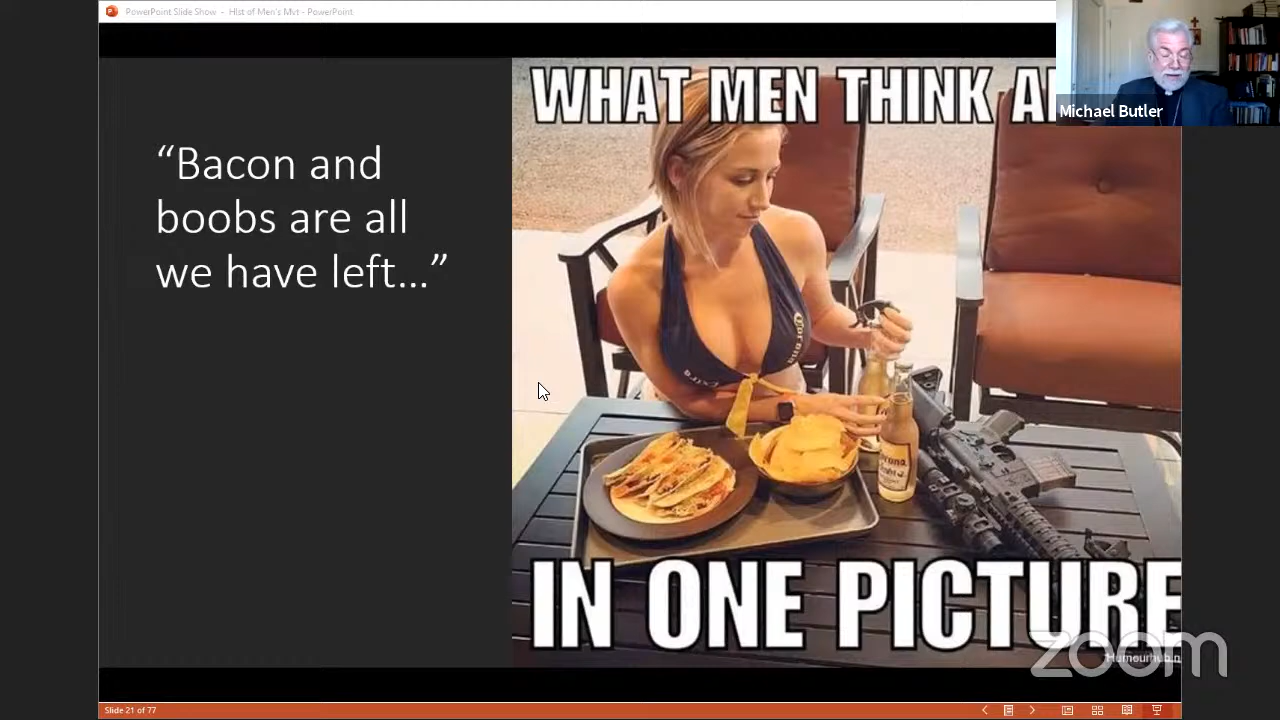 PowerPoint Slide Show - Hist of Men's Mvt - PowerPoint
Michael Butler
WHAT MEN THINK
“Bacon and
boobs are all
we have left...”
Corona
Extra
Corona
IN ONE PICTURE
zoom
Slide 21 of 77